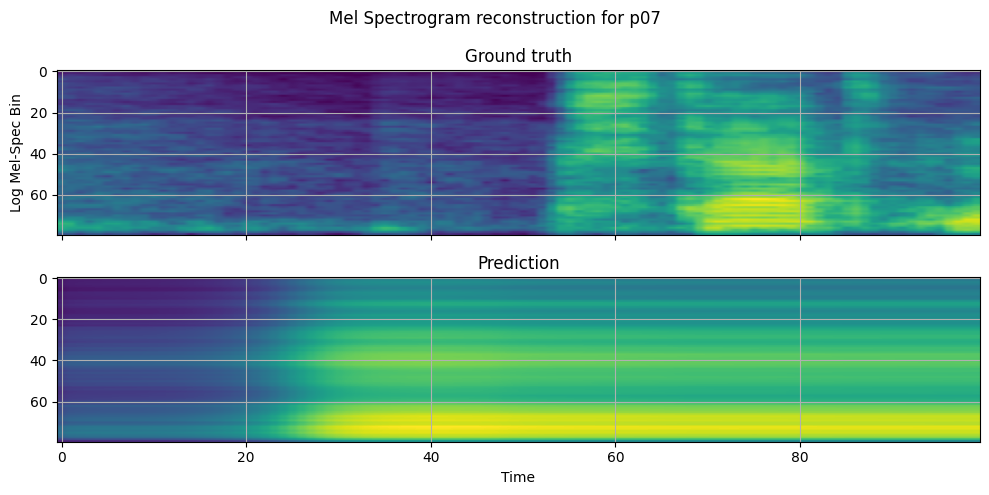 Mel Spectrogram reconstruction for p07
Ground truth
0
20
40
60
Log Mel-Spec Bin
Prediction
0
20
40
60
0 20 40 60 80
Time